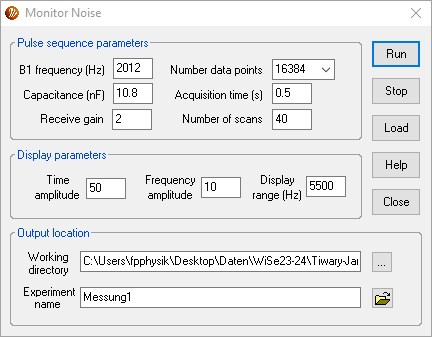 Monitor Noise
Pulse sequence parameters
B1 frequency (Hz) 2012 Number data points 16384
Capacitance (nF) 10.8 Acquisition time (s) 0.5
Receive gain 2 Number of scans 40
Run
Stop
Load
Help
Close
Display parameters
Time amplitude 50 Frequency amplitude 10 Display range (Hz) 5500
Output location
Working directory C:\Users\fpphysik\Desktop\Daten\WiSe23-24\Tiwary-Jar ...
Experiment name Messung1